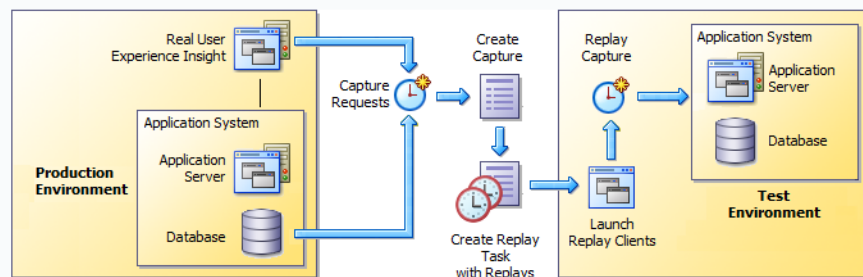 Real User
Experience Insight
Application System
Application
Server
Database
Production
Environment
Capture
Requests
Create
Capture
Create Replay
Task
with Replays
Replay
Capture
Launch
Replay Clients
Application System
Application
Server
Database
Test
Environment